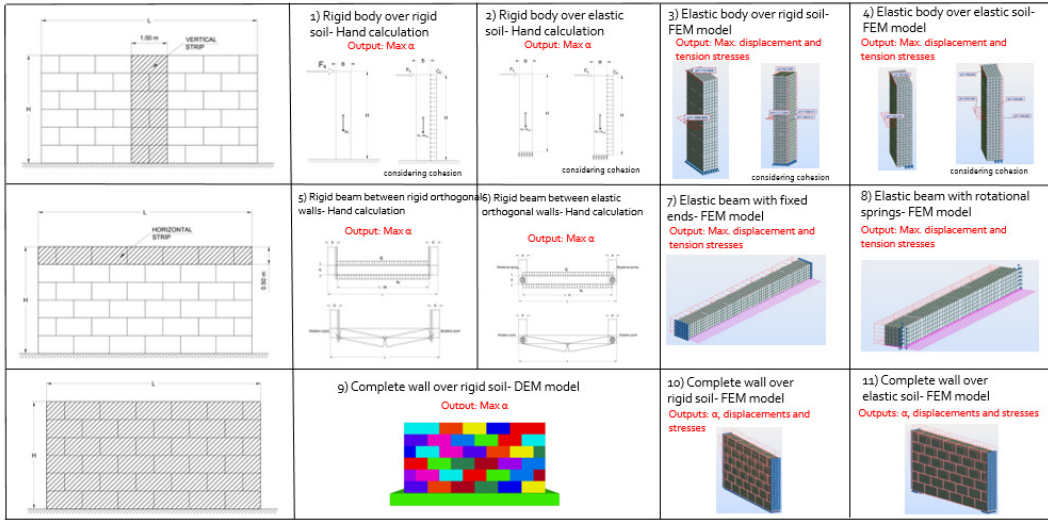 L
1.00 m
VERTICAL
STRIP
H
1) Rigid body over rigid
soil- Hand calculation
Output: Max α
B
B
H
H
considering cohesion
2) Rigid body over elastic
soil- Hand calculation
Output: Max α
B
B
H
H
considering cohesion
3) Elastic body over rigid soil-
FEM model
Output: Max. displacement and
tension stresses
considering cohesion
4) Elastic body over elastic soil-
FEM model
Output: Max. displacement and
tension stresses
considering cohesion
L
HORIZONTAL
STRIP
H
0.50 m
5) Rigid beam between rigid orthogonal
walls- Hand calculation
Output: Max α
6) Rigid beam between elastic
orthogonal walls- Hand calculation
Output: Max α
7) Elastic beam with fixed
ends- FEM model
Output: Max. displacement and
tension stresses
8) Elastic beam with rotational
springs- FEM model
Output: Max. displacement and
tension stresses
L
H
9) Complete wall over rigid soil- DEM model
Output: Max α
10) Complete wall over
rigid soil- FEM model
Outputs: α, displacements and
stresses
11) Complete wall over
elastic soil- FEM model
Outputs: α, displacements and stresses